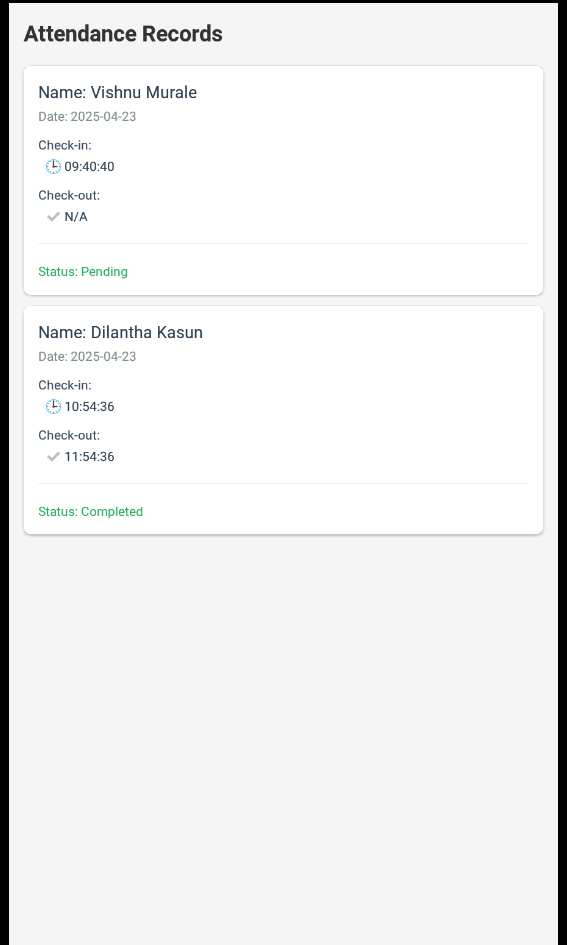 Attendance Records
Name: Vishnu Murale
Date: 2025-04-23
Check-in:
09:40:40
Check-out:
N/A
Status: Pending
Name: Dilantha Kasun
Date: 2025-04-23
Check-in:
10:54:36
Check-out:
11:54:36
Status: Completed